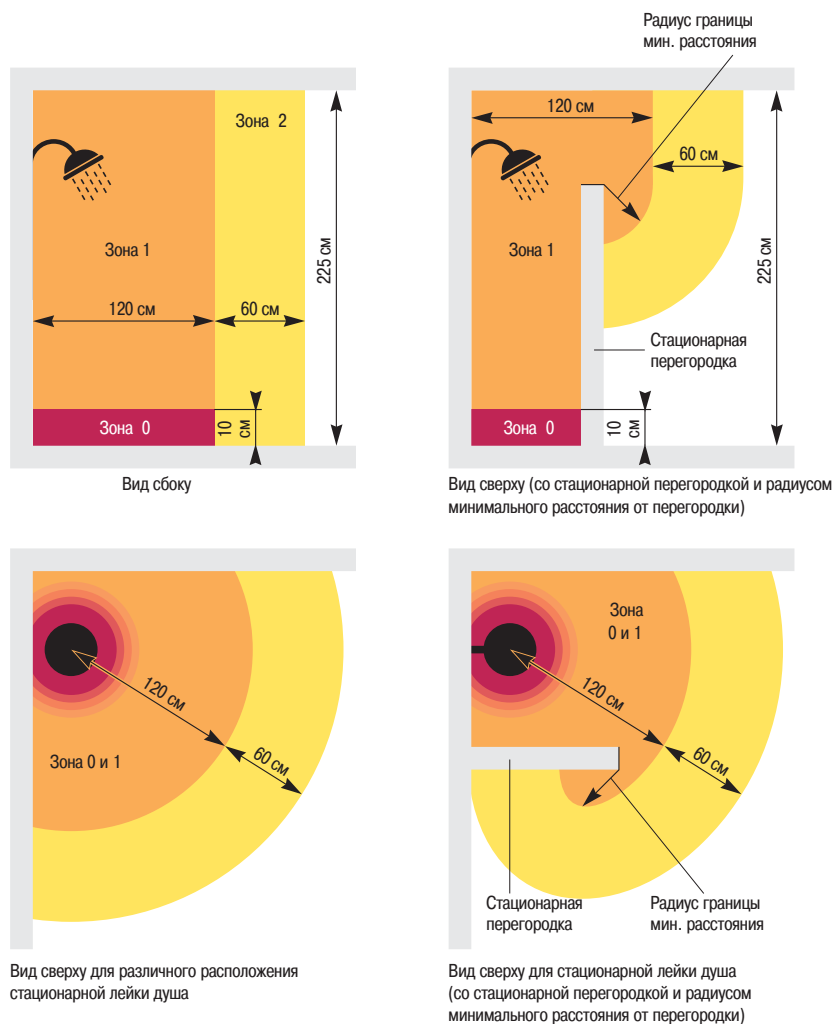 Радиус границы
мин. расстояния
Зона 2
Зона 1
120 см
60 см
225 см
Зона 0
10 см
Вид сбоку
120 см
60 см
Зона 1
225 см
Стационарная
перегородка
Зона 0
10 см
Вид сверху (со стационарной перегородкой и радиусом
минимального расстояния от перегородки)
120 см
60 см
Зона 0 и 1
Вид сверху для различного расположения
стационарной лейки душа
Зона
0 и 1
120 см
60 см
Стационарная
перегородка
Радиус границы
мин. расстояния
Вид сверху для стационарной лейки душа
(со стационарной перегородкой и радиусом
минимального расстояния от перегородки)